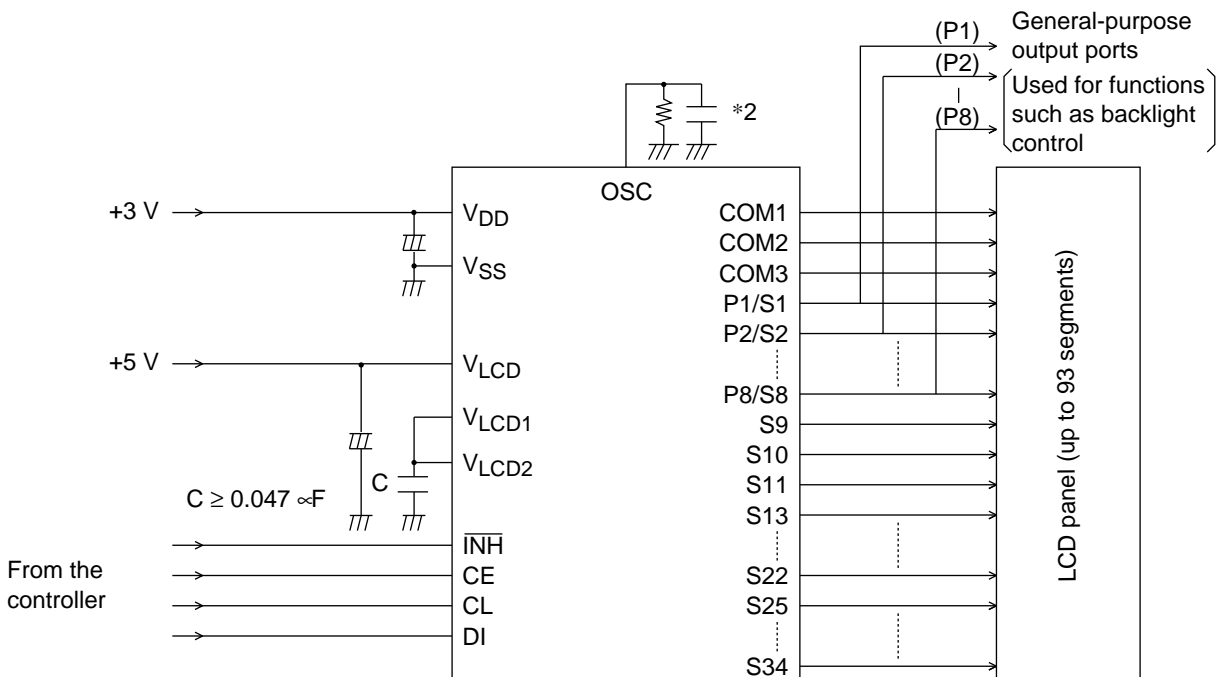 (P1)
General-purpose
output ports
(P2)
(P8)
Used for functions
such as backlight
control
*2
OSC
+3 V
VDD
VSS
+5 V
VLCD
VLCD1
VLCD2
C
C ≥ 0.047 ∝F
From the
controller
INH
CE
CL
DI
COM1
COM2
COM3
P1/S1
P2/S2
P8/S8
S9
S10
S11
S13
S22
S25
S34
LCD panel (up to 93 segments)